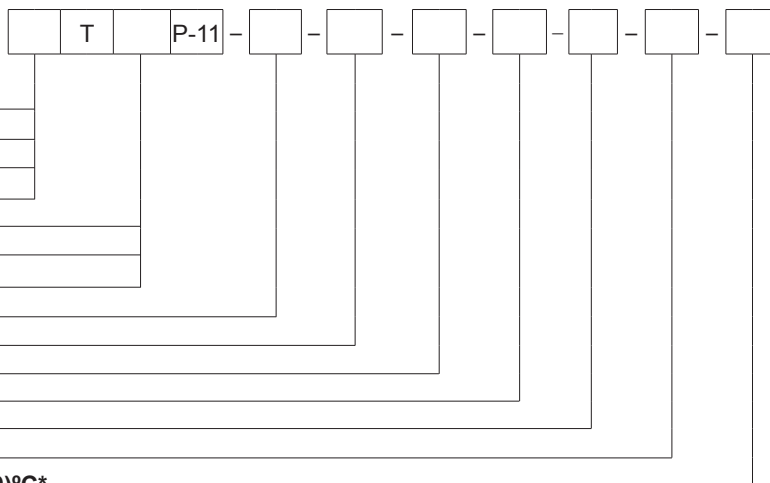 T P-11 – – – – – – –
)°C*